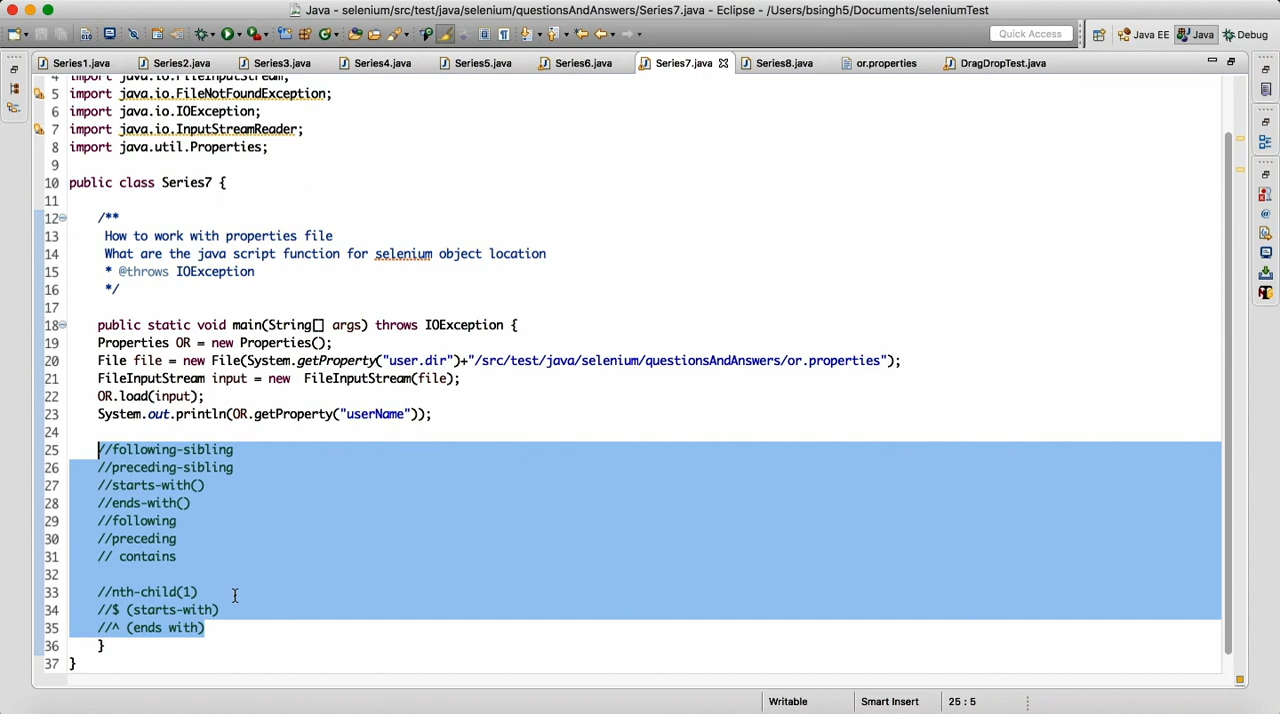 Java - selenium/src/test/java/selenium/questionsAndAnswers/Series7.java - Eclipse - /Users/bsingh5/Documents/seleniumTest
Quick Access
Java EE
Java
Debug
Series1.java
Series2.java
Series3.java
Series4.java
Series5.java
Series6.java
Series7.java
Series8.java
or.properties
DragDropTest.java
4 import java.io.FileInputStream;
5 import java.io.FileNotFoundException;
6 import java.io.IOException;
7 import java.io.InputStreamReader;
8 import java.util.Properties;
9
10 public class Series7 {
11
12 /**
13 How to work with properties file
14 What are the java script function for selenium object location
15 * @throws IOException
16 */
17
18 public static void main(String[] args) throws IOException {
19 Properties OR = new Properties();
20 File file = new File(System.getProperty("user.dir")+"/src/test/java/selenium/questionsAndAnswers/or.properties");
21 FileInputStream input = new FileInputStream(file);
22 OR.load(input);
23 System.out.println(OR.getProperty("userName"));
24
25 //following-sibling
26 //preceding-sibling
27 //starts-with()
28 //ends-with()
29 //following
30 //preceding
31 // contains
32
33 //nth-child(1)
34 //$ (starts-with)
35 //^ (ends with)
36 }
37 }
Writable
Smart Insert
25 : 5